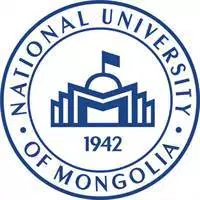 · NATIONAL UNIVERSITY ·
OF MONGOLIA
1942